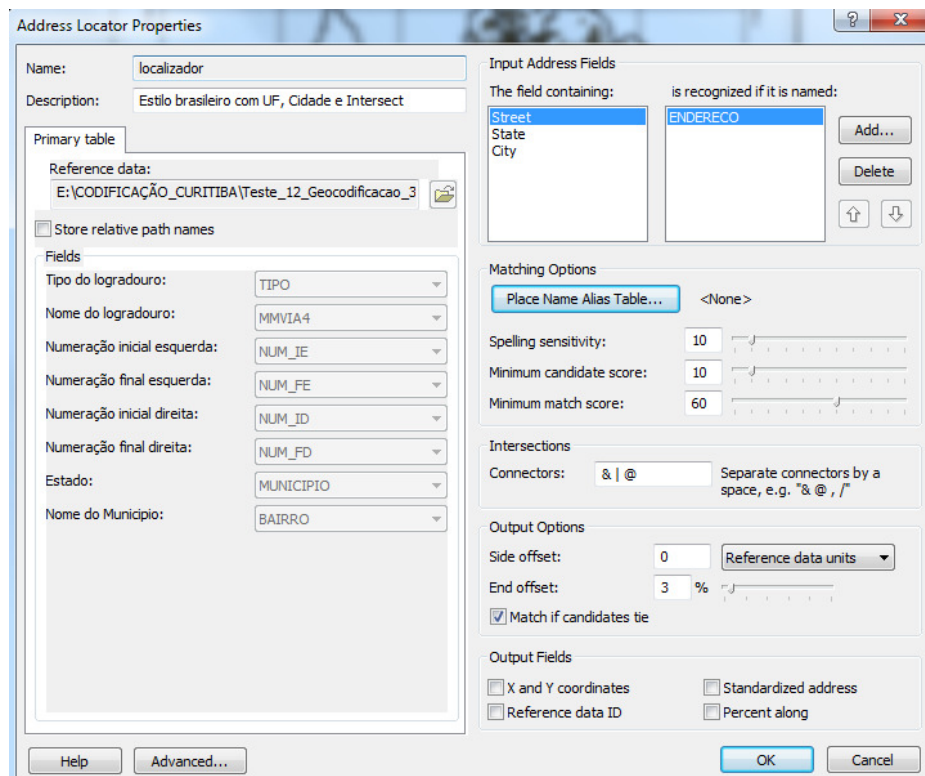 Address Locator Properties
Name: localizador
Description: Estilo brasileiro com UF, Cidade e Intersect
Primary table
Reference data:
E:\CODIFICAÇÃO_CURITIBA\Teste_12_Geocodificacao_3
Store relative path names
Fields
Tipo do logradouro: TIPO
Nome do logradouro: MMVIA4
Numeração inicial esquerda: NUM_IE
Numeração final esquerda: NUM_FE
Numeração inicial direita: NUM_ID
Numeração final direita: NUM_FD
Estado: MUNICIPIO
Nome do Municipio: BAIRRO
Help Advanced...
Input Address Fields
The field containing: is recognized if it is named:
Street ENDERECO
State
City
Add...
Delete
Matching Options
Place Name Alias Table... <None>
Spelling sensitivity: 10
Minimum candidate score: 10
Minimum match score: 60
Intersections
Connectors: & | @ Separate connectors by a
space, e.g. "& @ , /"
Output Options
Side offset: 0 Reference data units
End offset: 3 %
Match if candidates tie
Output Fields
X and Y coordinates Standardized address
Reference data ID Percent along
OK Cancel